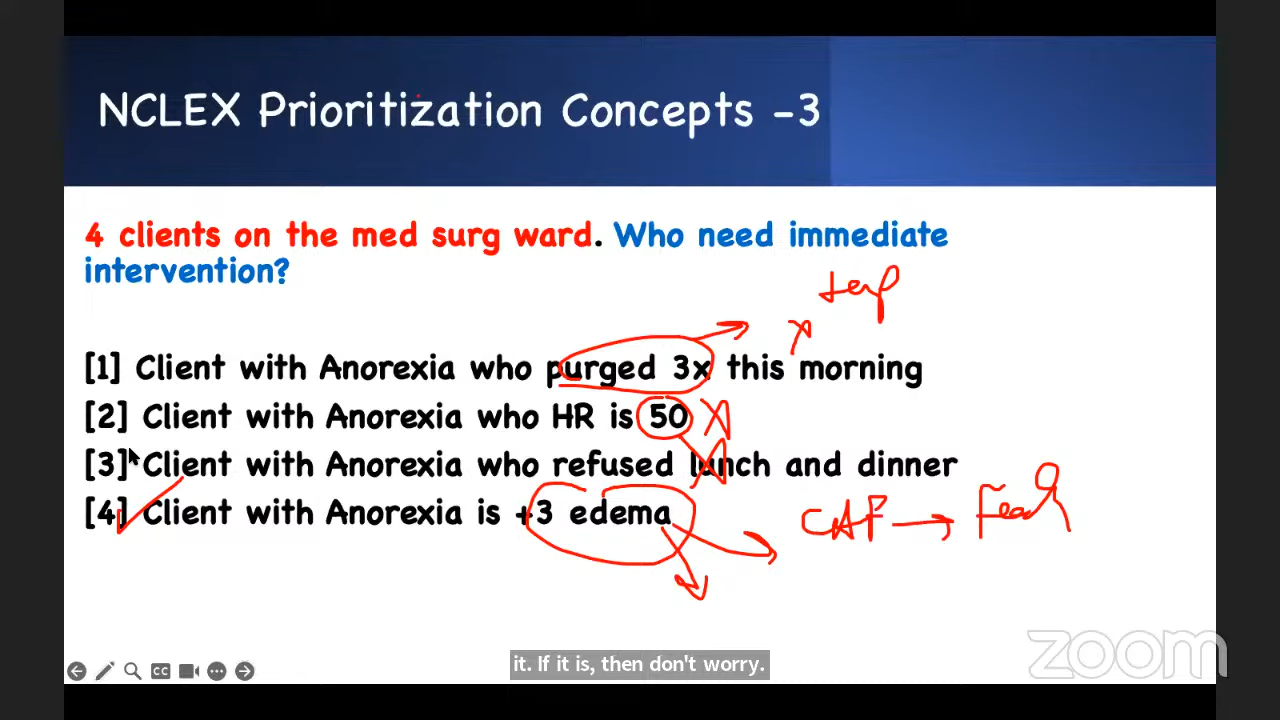 NCLEX Prioritization Concepts -3
4 clients on the med surg ward. Who need immediate
intervention?
[1] Client with Anorexia who purged 3x this morning
[2] Client with Anorexia who HR is 50
[3] Client with Anorexia who refused lunch and dinner
[4] Client with Anorexia is +3 edema
it. If it is, then don't worry.
CC
zoom